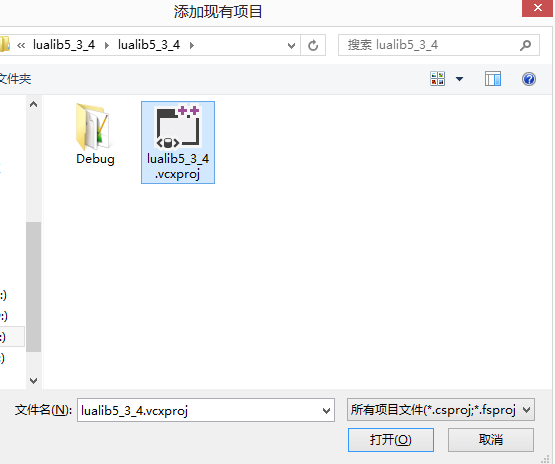 添加现有项目
« lualib5_3_4 ▸ lualib5_3_4 ▸
搜索 lualib5_3_4
文件夹
Debug
lualib5_3_4
.vcxproj
:)
:)
:)
:)
文件名(N):
lualib5_3_4.vcxproj
所有项目文件(*.csproj;*.fsproj
打开(O)
取消